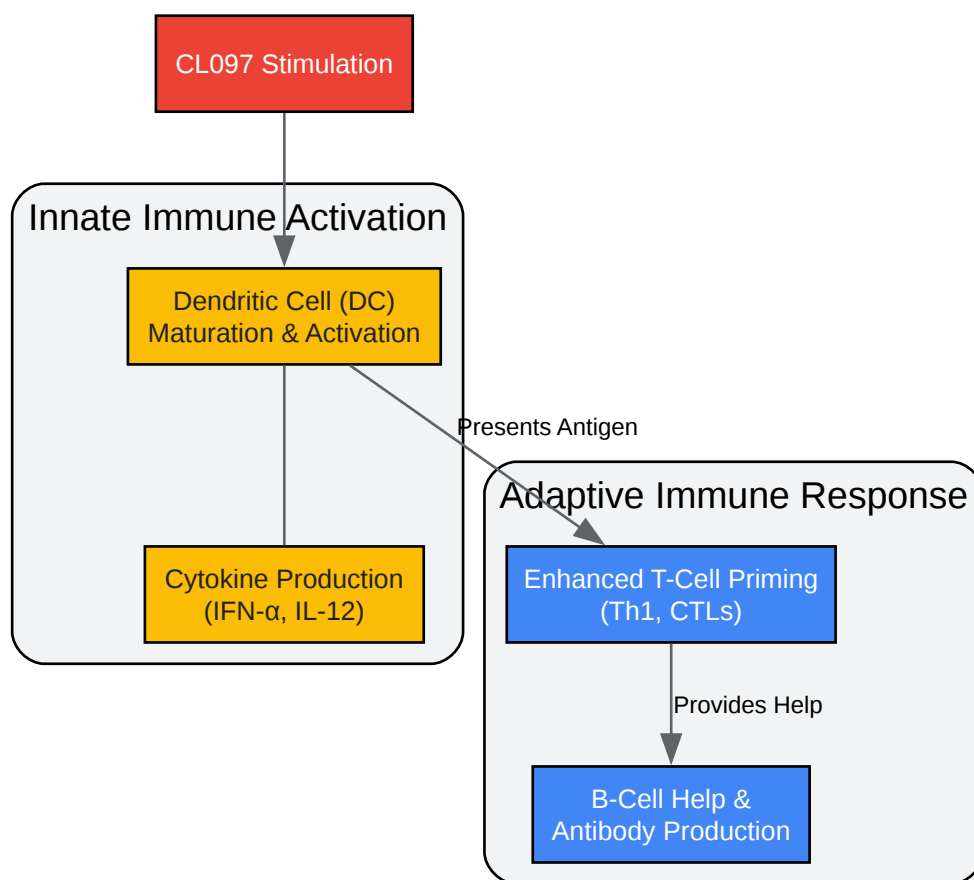 CL097 Stimulation
Innate Immune Activation
Dendritic Cell (DC)
Maturation & Activation
Presents Antigen
Adaptive Immune Response
Cytokine Production
(IFN-α, IL-12)
Enhanced T-Cell Priming
(Th1, CTLs)
Provides Help
B-Cell Help &
Antibody Production